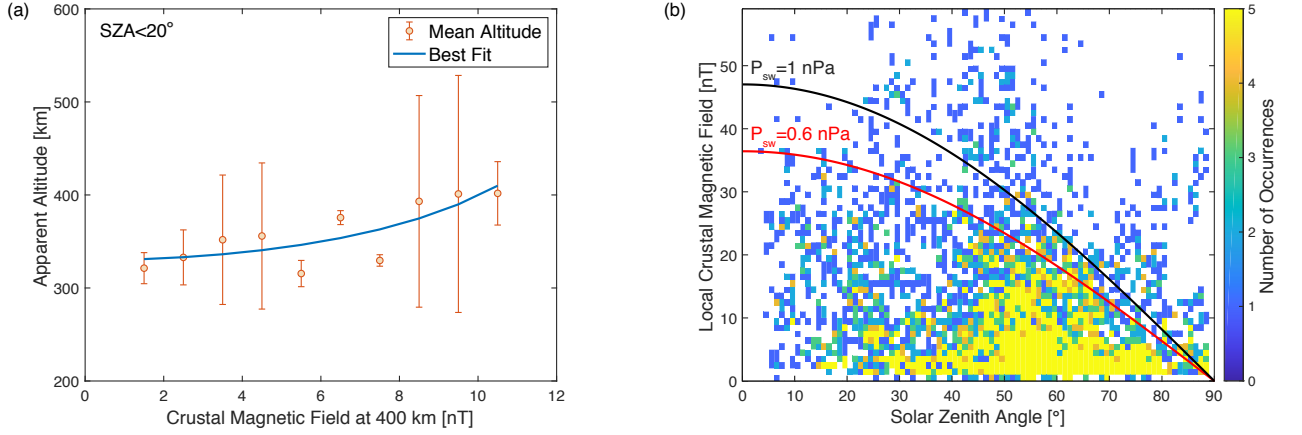 (a)
600
500
400
300
200
Apparent Altitude [km]
SZA<20°
Mean Altitude
Best Fit
0
2
4
6
8
10
12
Crustal Magnetic Field at 400 km [nT]
(b)
50
40
30
20
10
0
Local Crustal Magnetic Field [nT]
P_sw=1 nPa
P_sw=0.6 nPa
0
10
20
30
40
50
60
70
80
90
Solar Zenith Angle [°]
5
4
3
2
1
0
Number of Occurrences